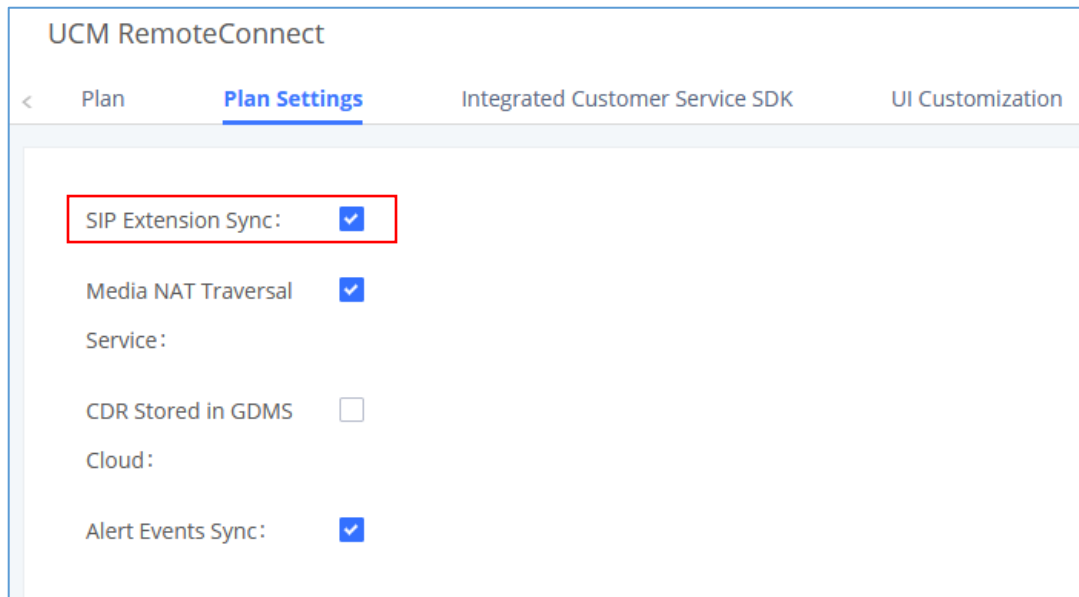 UCM RemoteConnect
< Plan Plan Settings Integrated Customer Service SDK UI Customization
SIP Extension Sync:
Media NAT Traversal
Service:
CDR Stored in GDMS
Cloud:
Alert Events Sync: